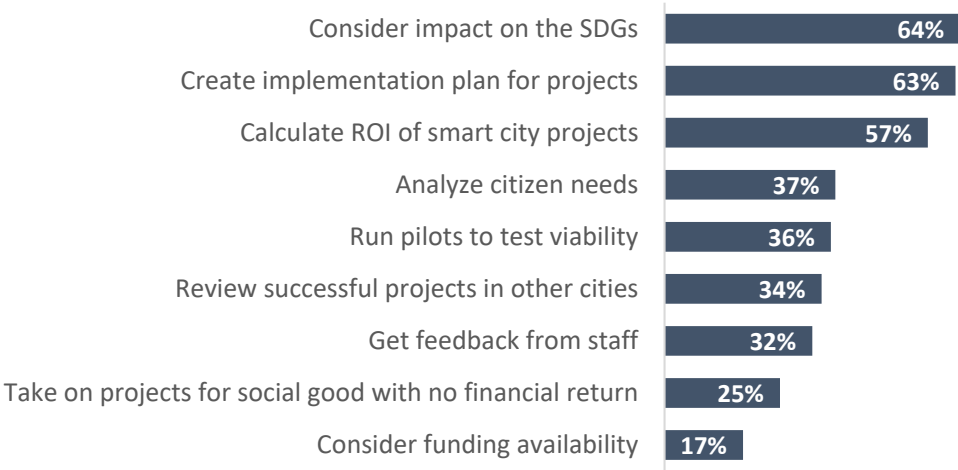 Consider impact on the SDGs 64%
Create implementation plan for projects 63%
Calculate ROI of smart city projects 57%
Analyze citizen needs 37%
Run pilots to test viability 36%
Review successful projects in other cities 34%
Get feedback from staff 32%
Take on projects for social good with no financial return 25%
Consider funding availability 17%